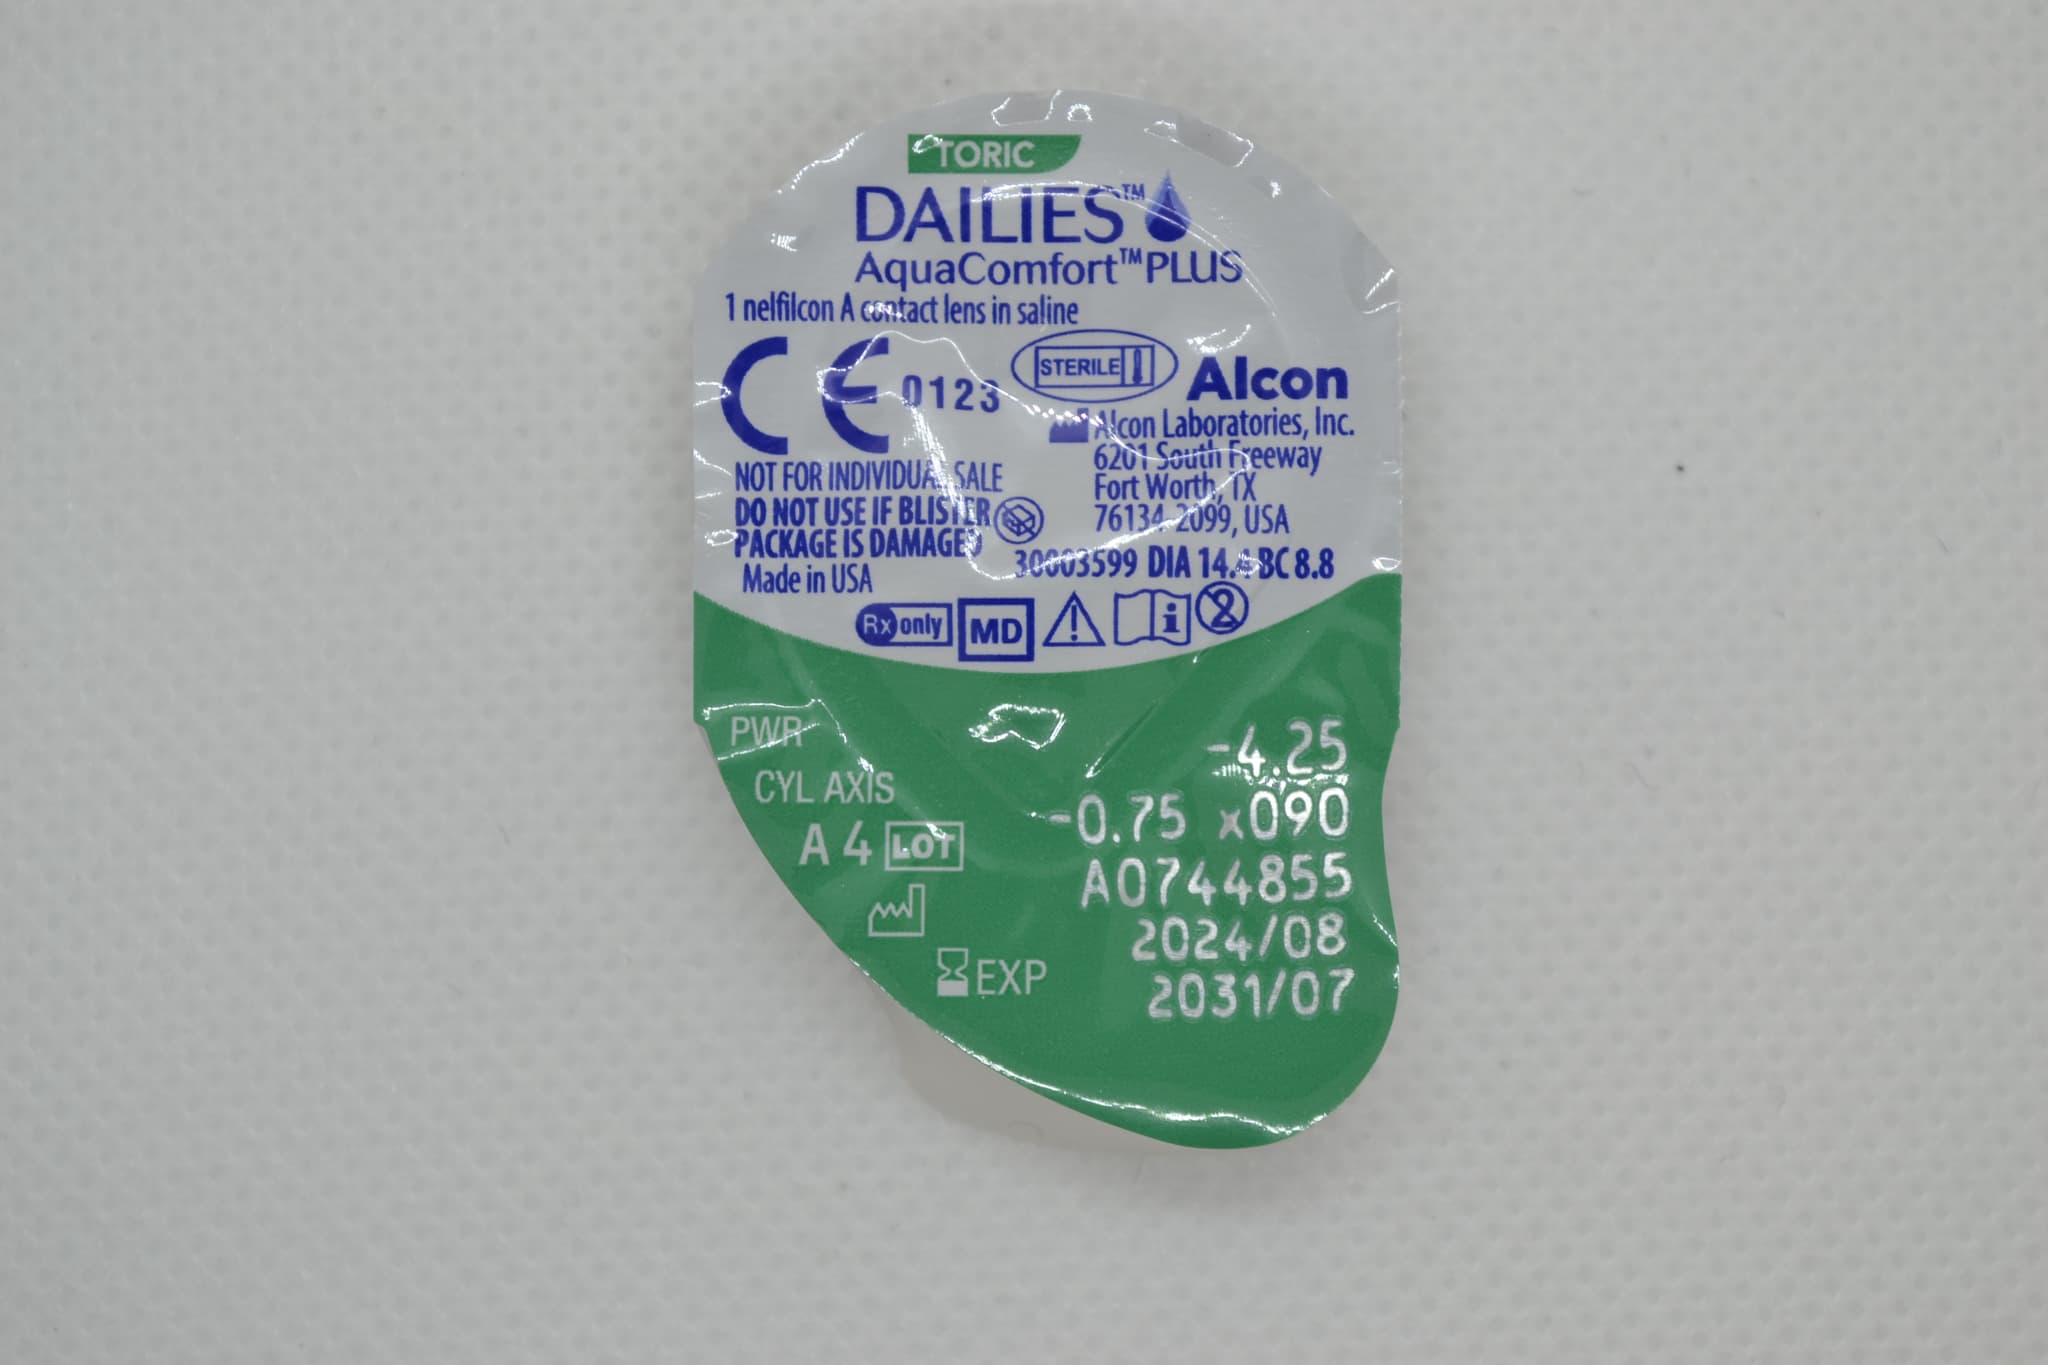 TORIC
DAILIES™
AquaComfort™ PLUS
1 nelfilcon A contact lens in saline
CE 0123
STERILE
Alcon
Alcon Laboratories, Inc.
6201 South Freeway
Fort Worth, TX
76134-2099, USA
NOT FOR INDIVIDUAL SALE
DO NOT USE IF BLISTER
PACKAGE IS DAMAGED
Made in USA
30003599 DIA 14.4 BC 8.8
Rx only MD i 2
PWR -4.25
CYL AXIS -0.75 x090
A 4 LOT A0744855
2024/08
EXP 2031/07